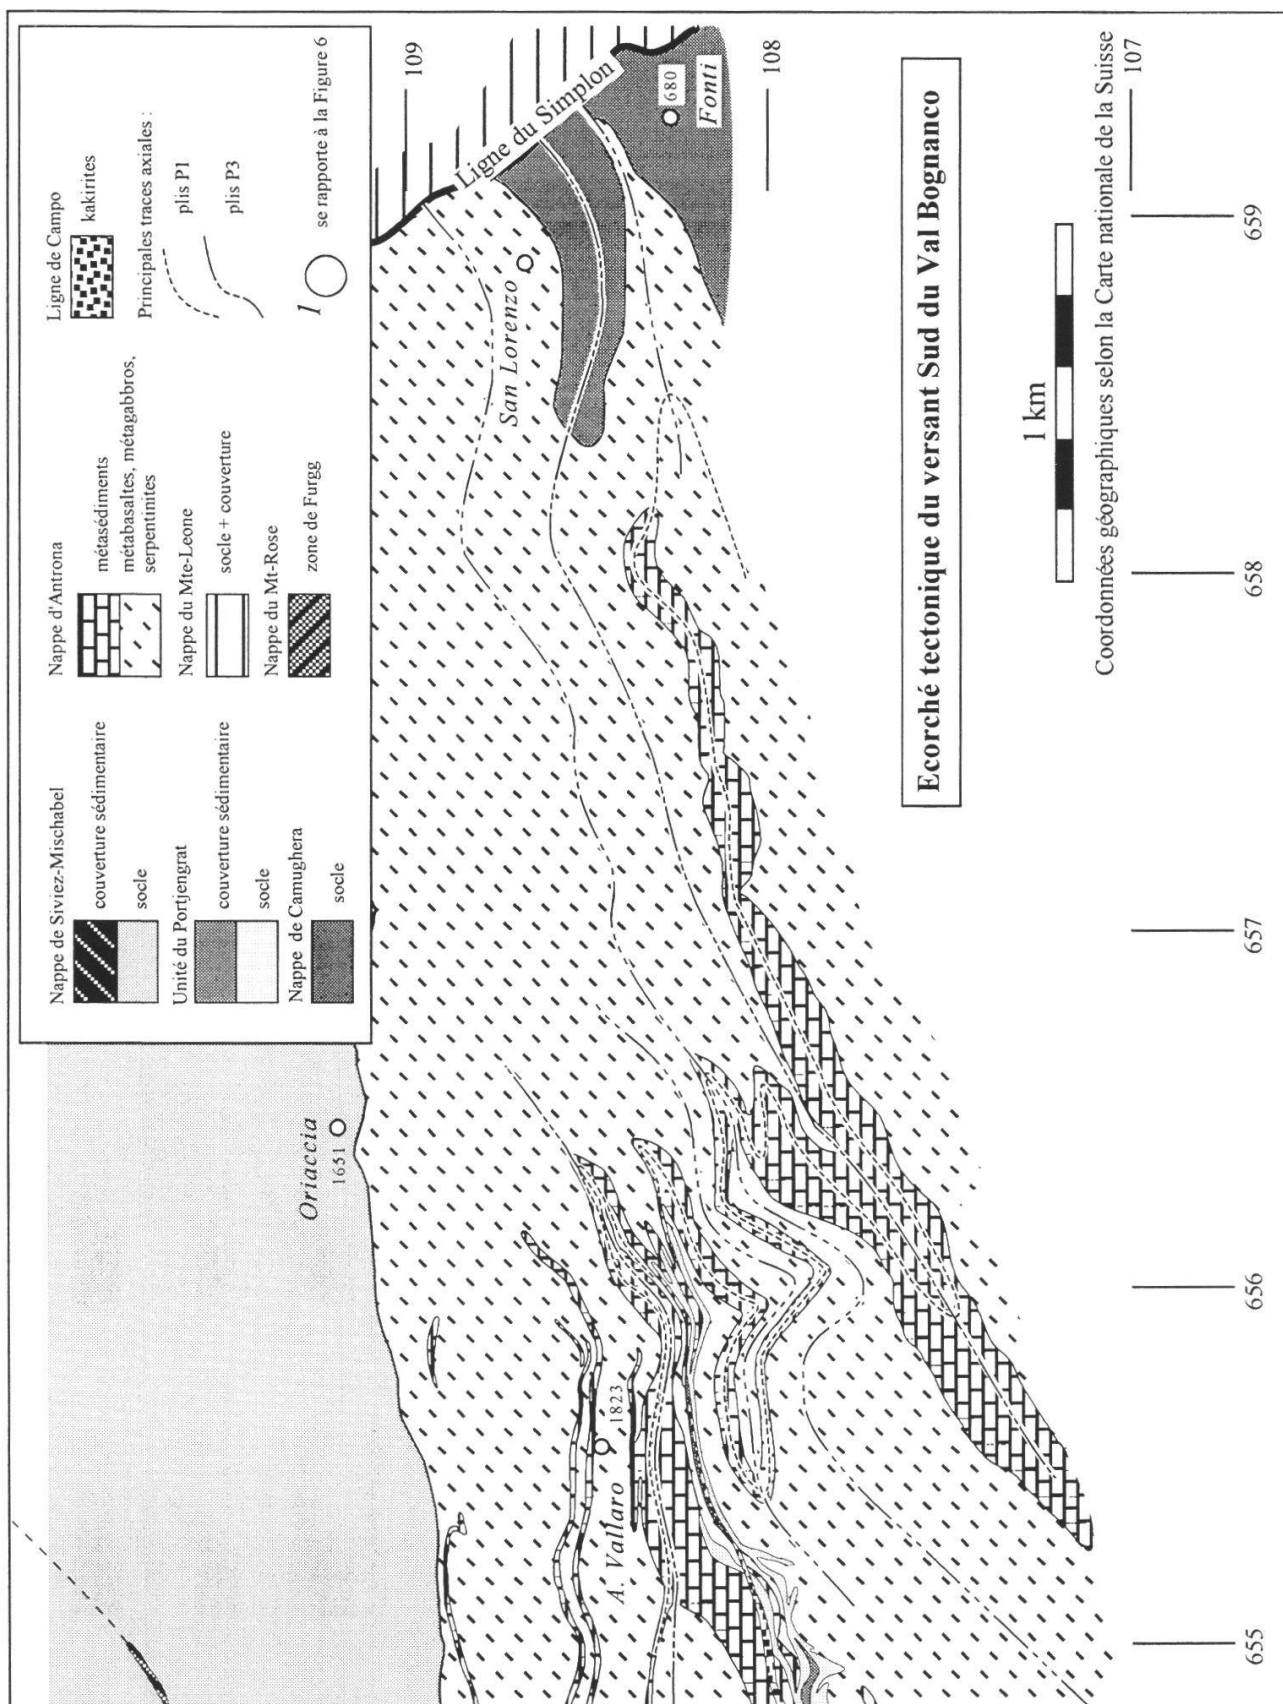 Nappe de Siviez-Mischabel
couverture sédimentaire
socle
Unité du Portjengrat
couverture sédimentaire
socle
Nappe de Camughera
socle
Nappe d'Antrona
métasédiments
métabasaltes, métagabbros,
serpentinites
Nappe du Mte-Leone
socle + couverture
Nappe du Mt-Rose
zone de Furgg
Ligne de Campo
kakirites
Principales traces axiales :
plis P1
plis P3
1
se rapporte à la Figure 6
109
108
107
Ligne du Simplon
680
Fonti
San Lorenzo
Oriaccia
1651
A. Vallaro
1823
Ecorché tectonique du versant Sud du Val Bognanco
1 km
Coordonnées géographiques selon la Carte nationale de la Suisse
655
656
657
658
659